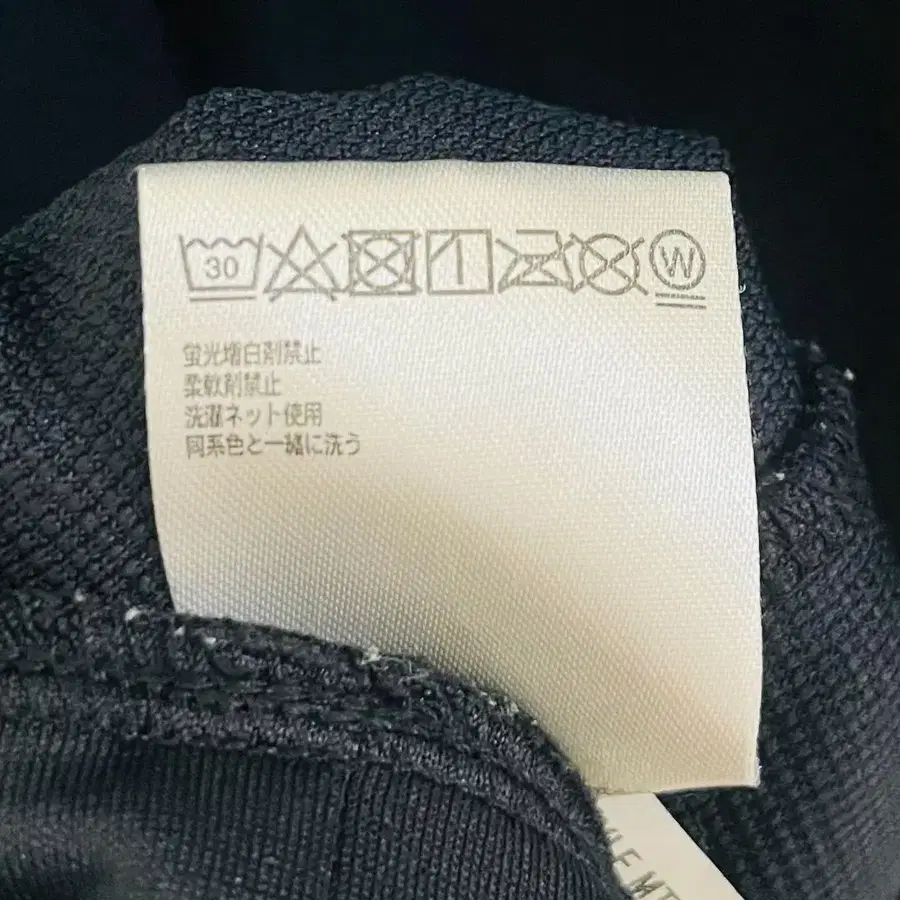 30 W
蛍光増白剤禁止
柔軟剤禁止
洗濯ネット使用
同系色と一緒に洗う